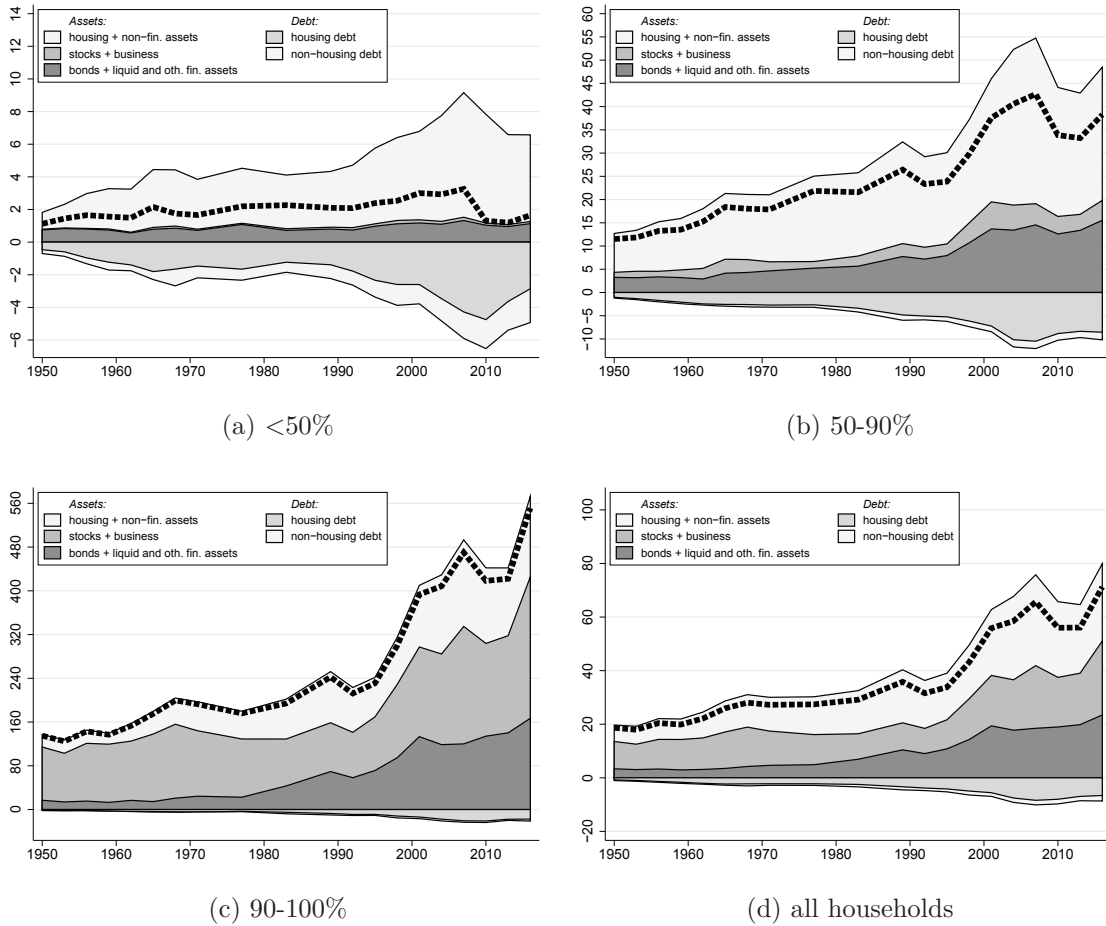 14
12
10
8
6
4
2
0
−2
−4
−6
Assets: Debt:
housing + non-fin. assets housing debt
stocks + business non-housing debt
bonds + liquid and oth. fin. assets
1950 1960 1970 1980 1990 2000 2010
(a) <50%
60
55
50
45
40
35
30
25
20
15
10
5
0
−5
−10
Assets: Debt:
housing + non-fin. assets housing debt
stocks + business non-housing debt
bonds + liquid and oth. fin. assets
1950 1960 1970 1980 1990 2000 2010
(b) 50-90%
560
480
400
320
240
160
80
0
Assets: Debt:
housing + non-fin. assets housing debt
stocks + business non-housing debt
bonds + liquid and oth. fin. assets
1950 1960 1970 1980 1990 2000 2010
(c) 90-100%
100
80
60
40
20
0
−20
Assets: Debt:
housing + non-fin. assets housing debt
stocks + business non-housing debt
bonds + liquid and oth. fin. assets
1950 1960 1970 1980 1990 2000 2010
(d) all households